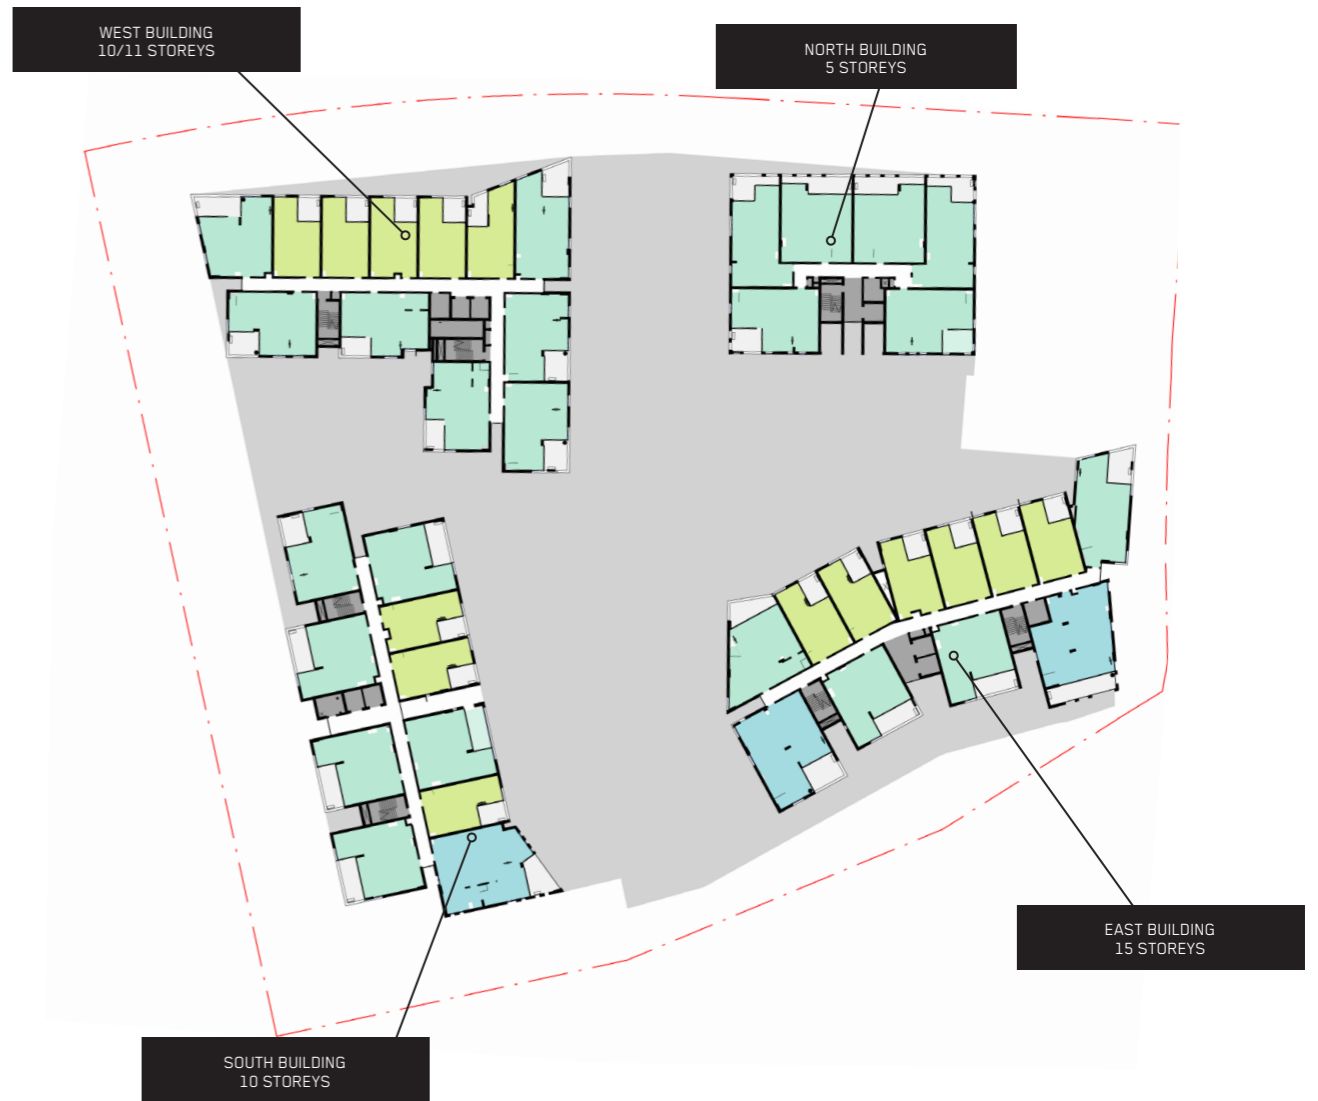 WEST BUILDING
10/11 STOREYS
NORTH BUILDING
5 STOREYS
EAST BUILDING
15 STOREYS
SOUTH BUILDING
10 STOREYS